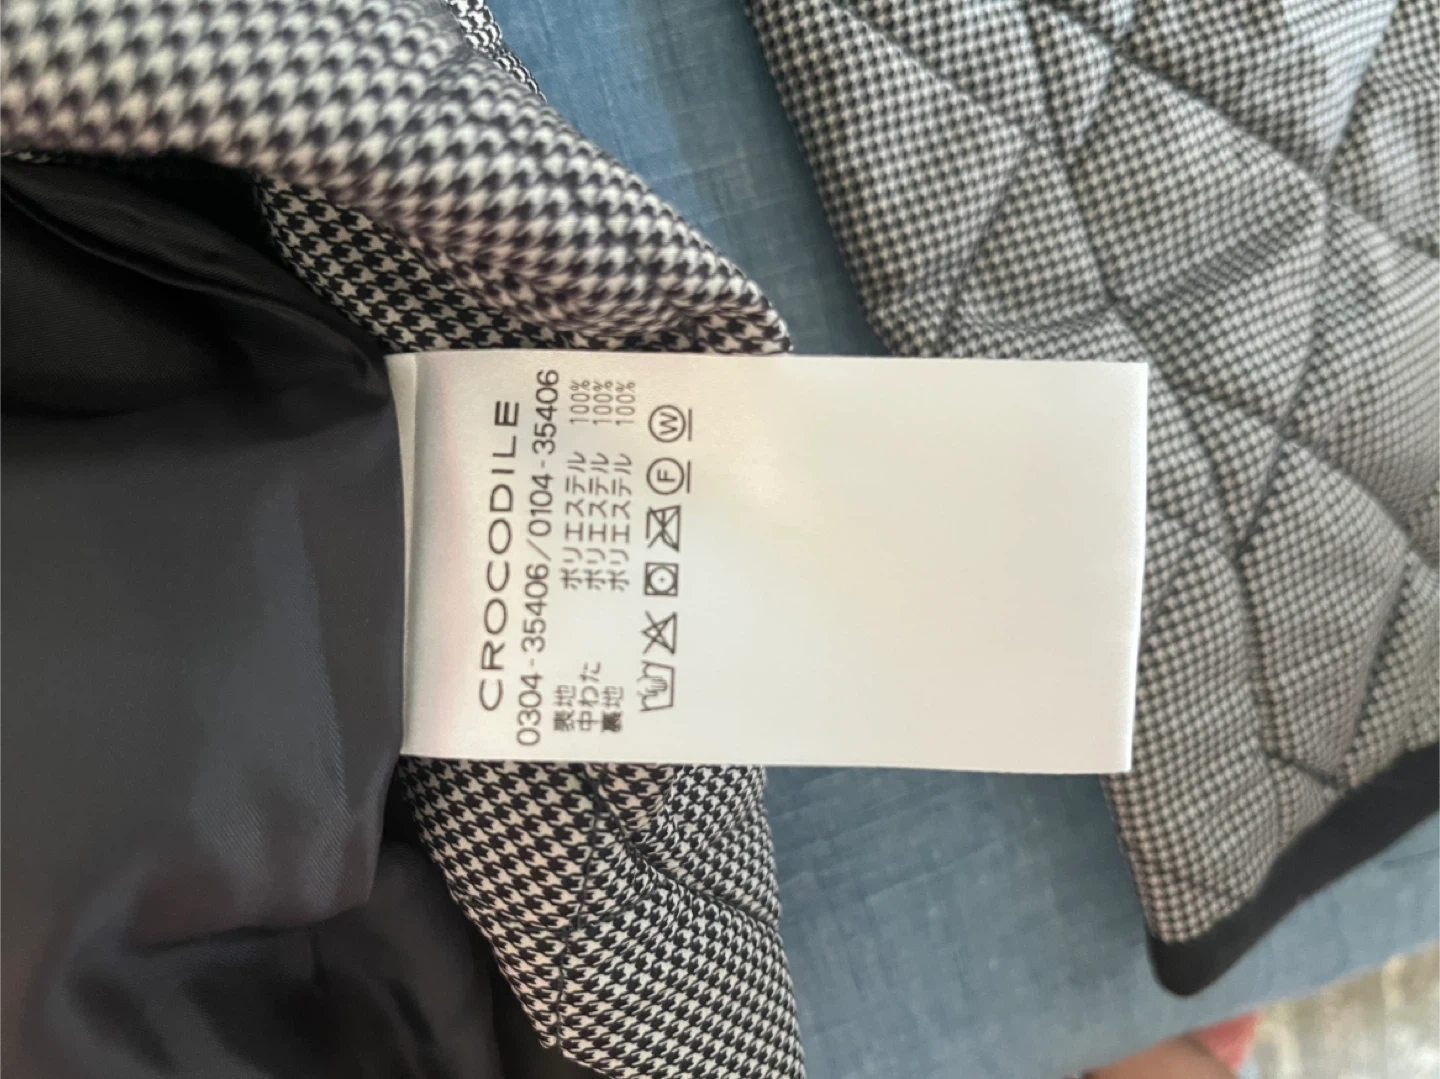 CROCODILE
0304-35406/0104-35406
表地 ポリエステル 100%
中わた ポリエステル 100%
裏地 ポリエステル 100%
F W